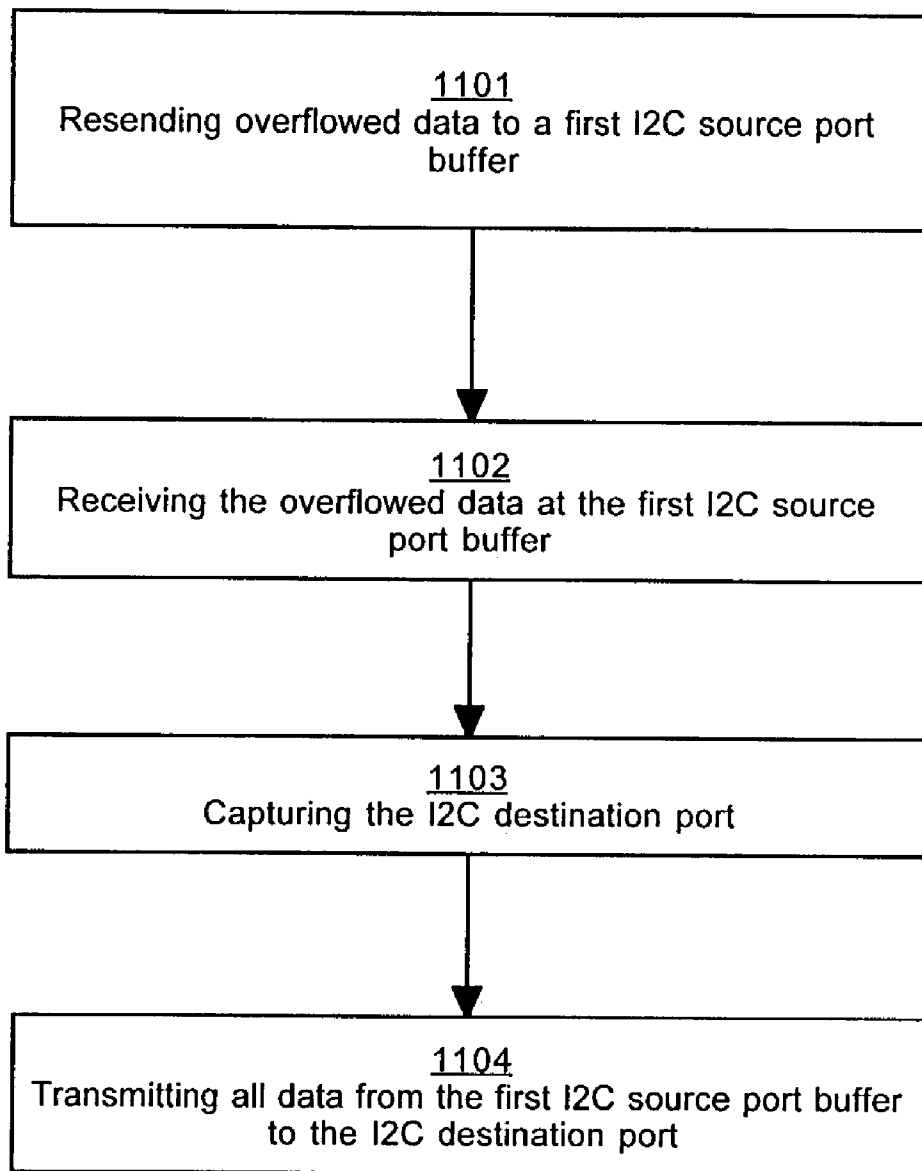 1101
Resending overflowed data to a first I2C source port
buffer
1102
Receiving the overflowed data at the first I2C source
port buffer
1103
Capturing the I2C destination port
1104
Transmitting all data from the first I2C source port buffer
to the I2C destination port